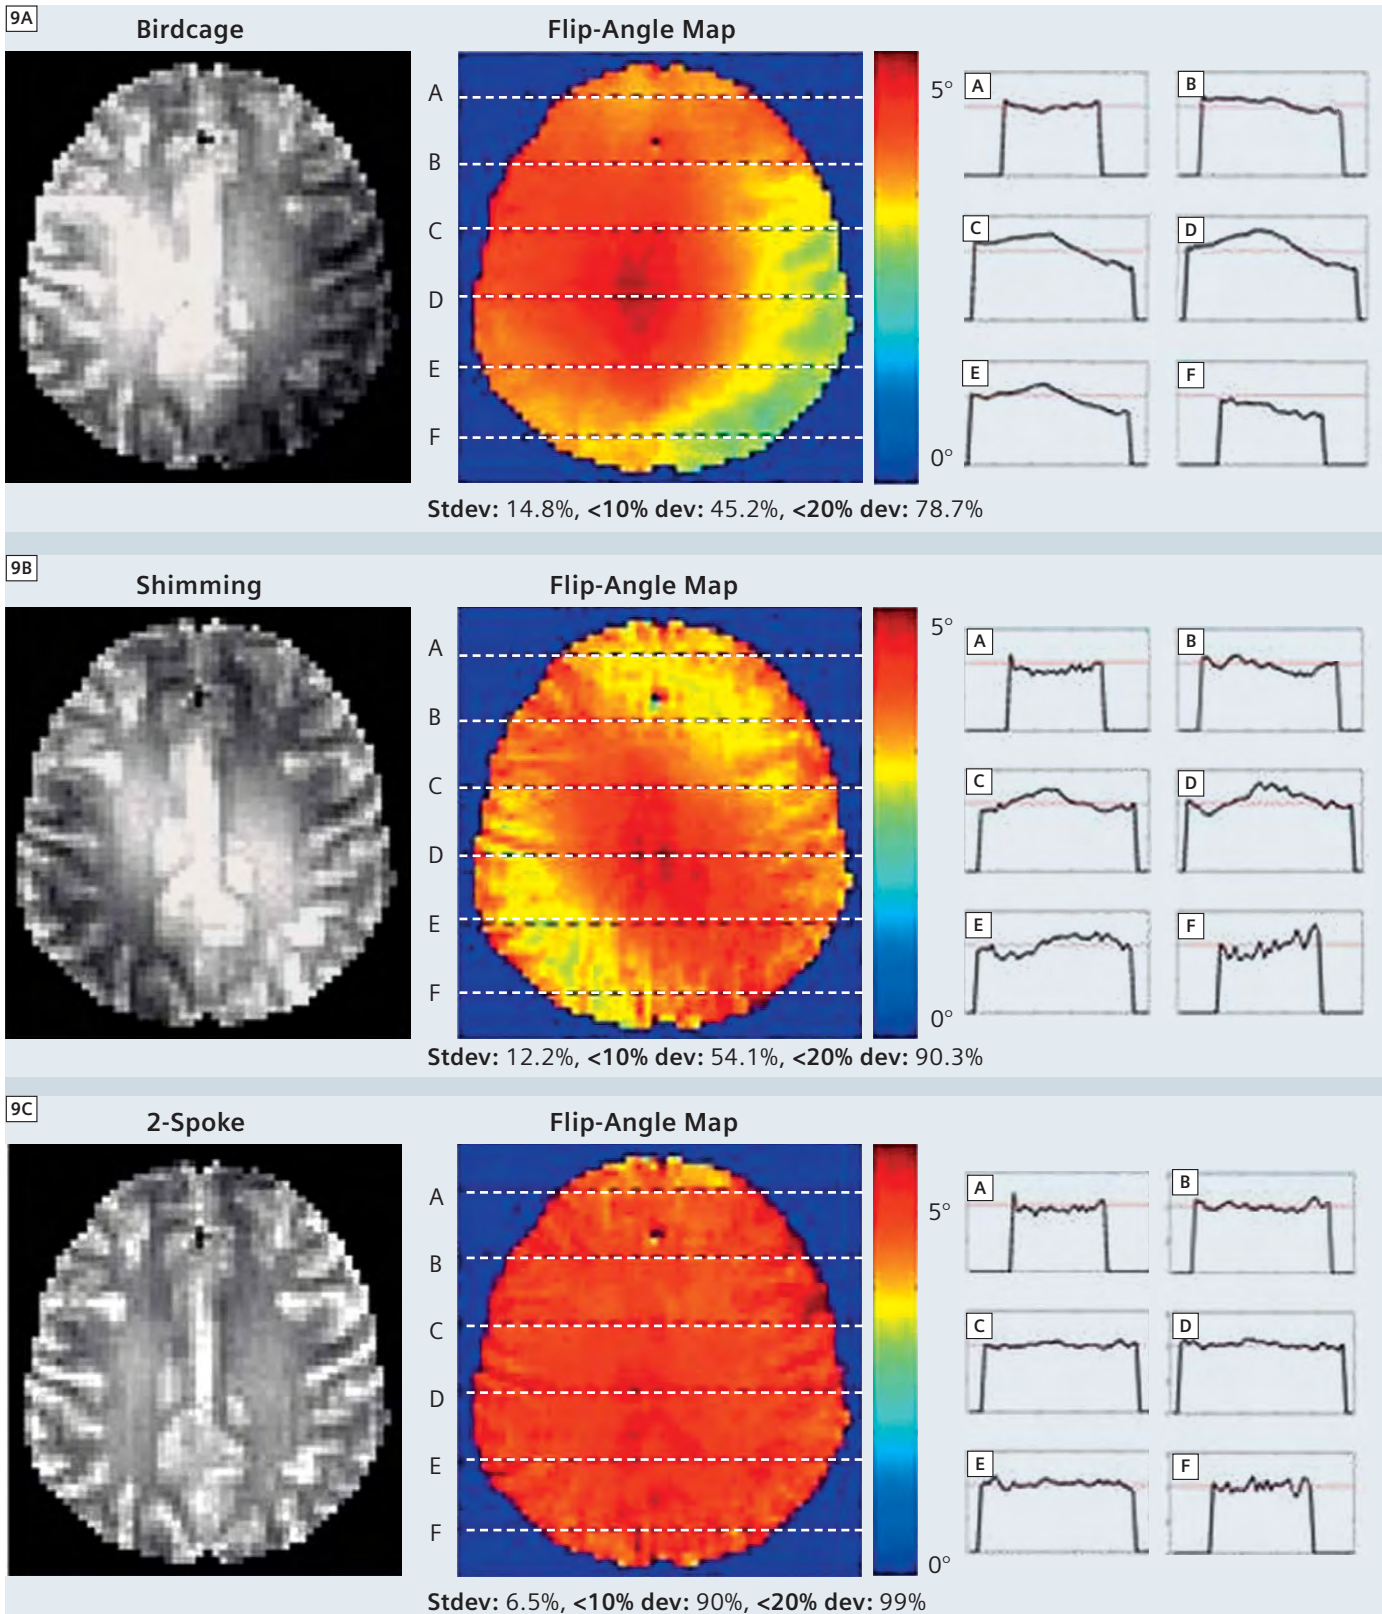 9A
Birdcage
Flip-Angle Map
A
B
C
D
E
F
5°
0°
A
B
C
D
E
F
Stdev: 14.8%, <10% dev: 45.2%, <20% dev: 78.7%
9B
Shimming
Flip-Angle Map
A
B
C
D
E
F
5°
0°
A
B
C
D
E
F
Stdev: 12.2%, <10% dev: 54.1%, <20% dev: 90.3%
9C
2-Spoke
Flip-Angle Map
A
B
C
D
E
F
5°
0°
A
B
C
D
E
F
Stdev: 6.5%, <10% dev: 90%, <20% dev: 99%